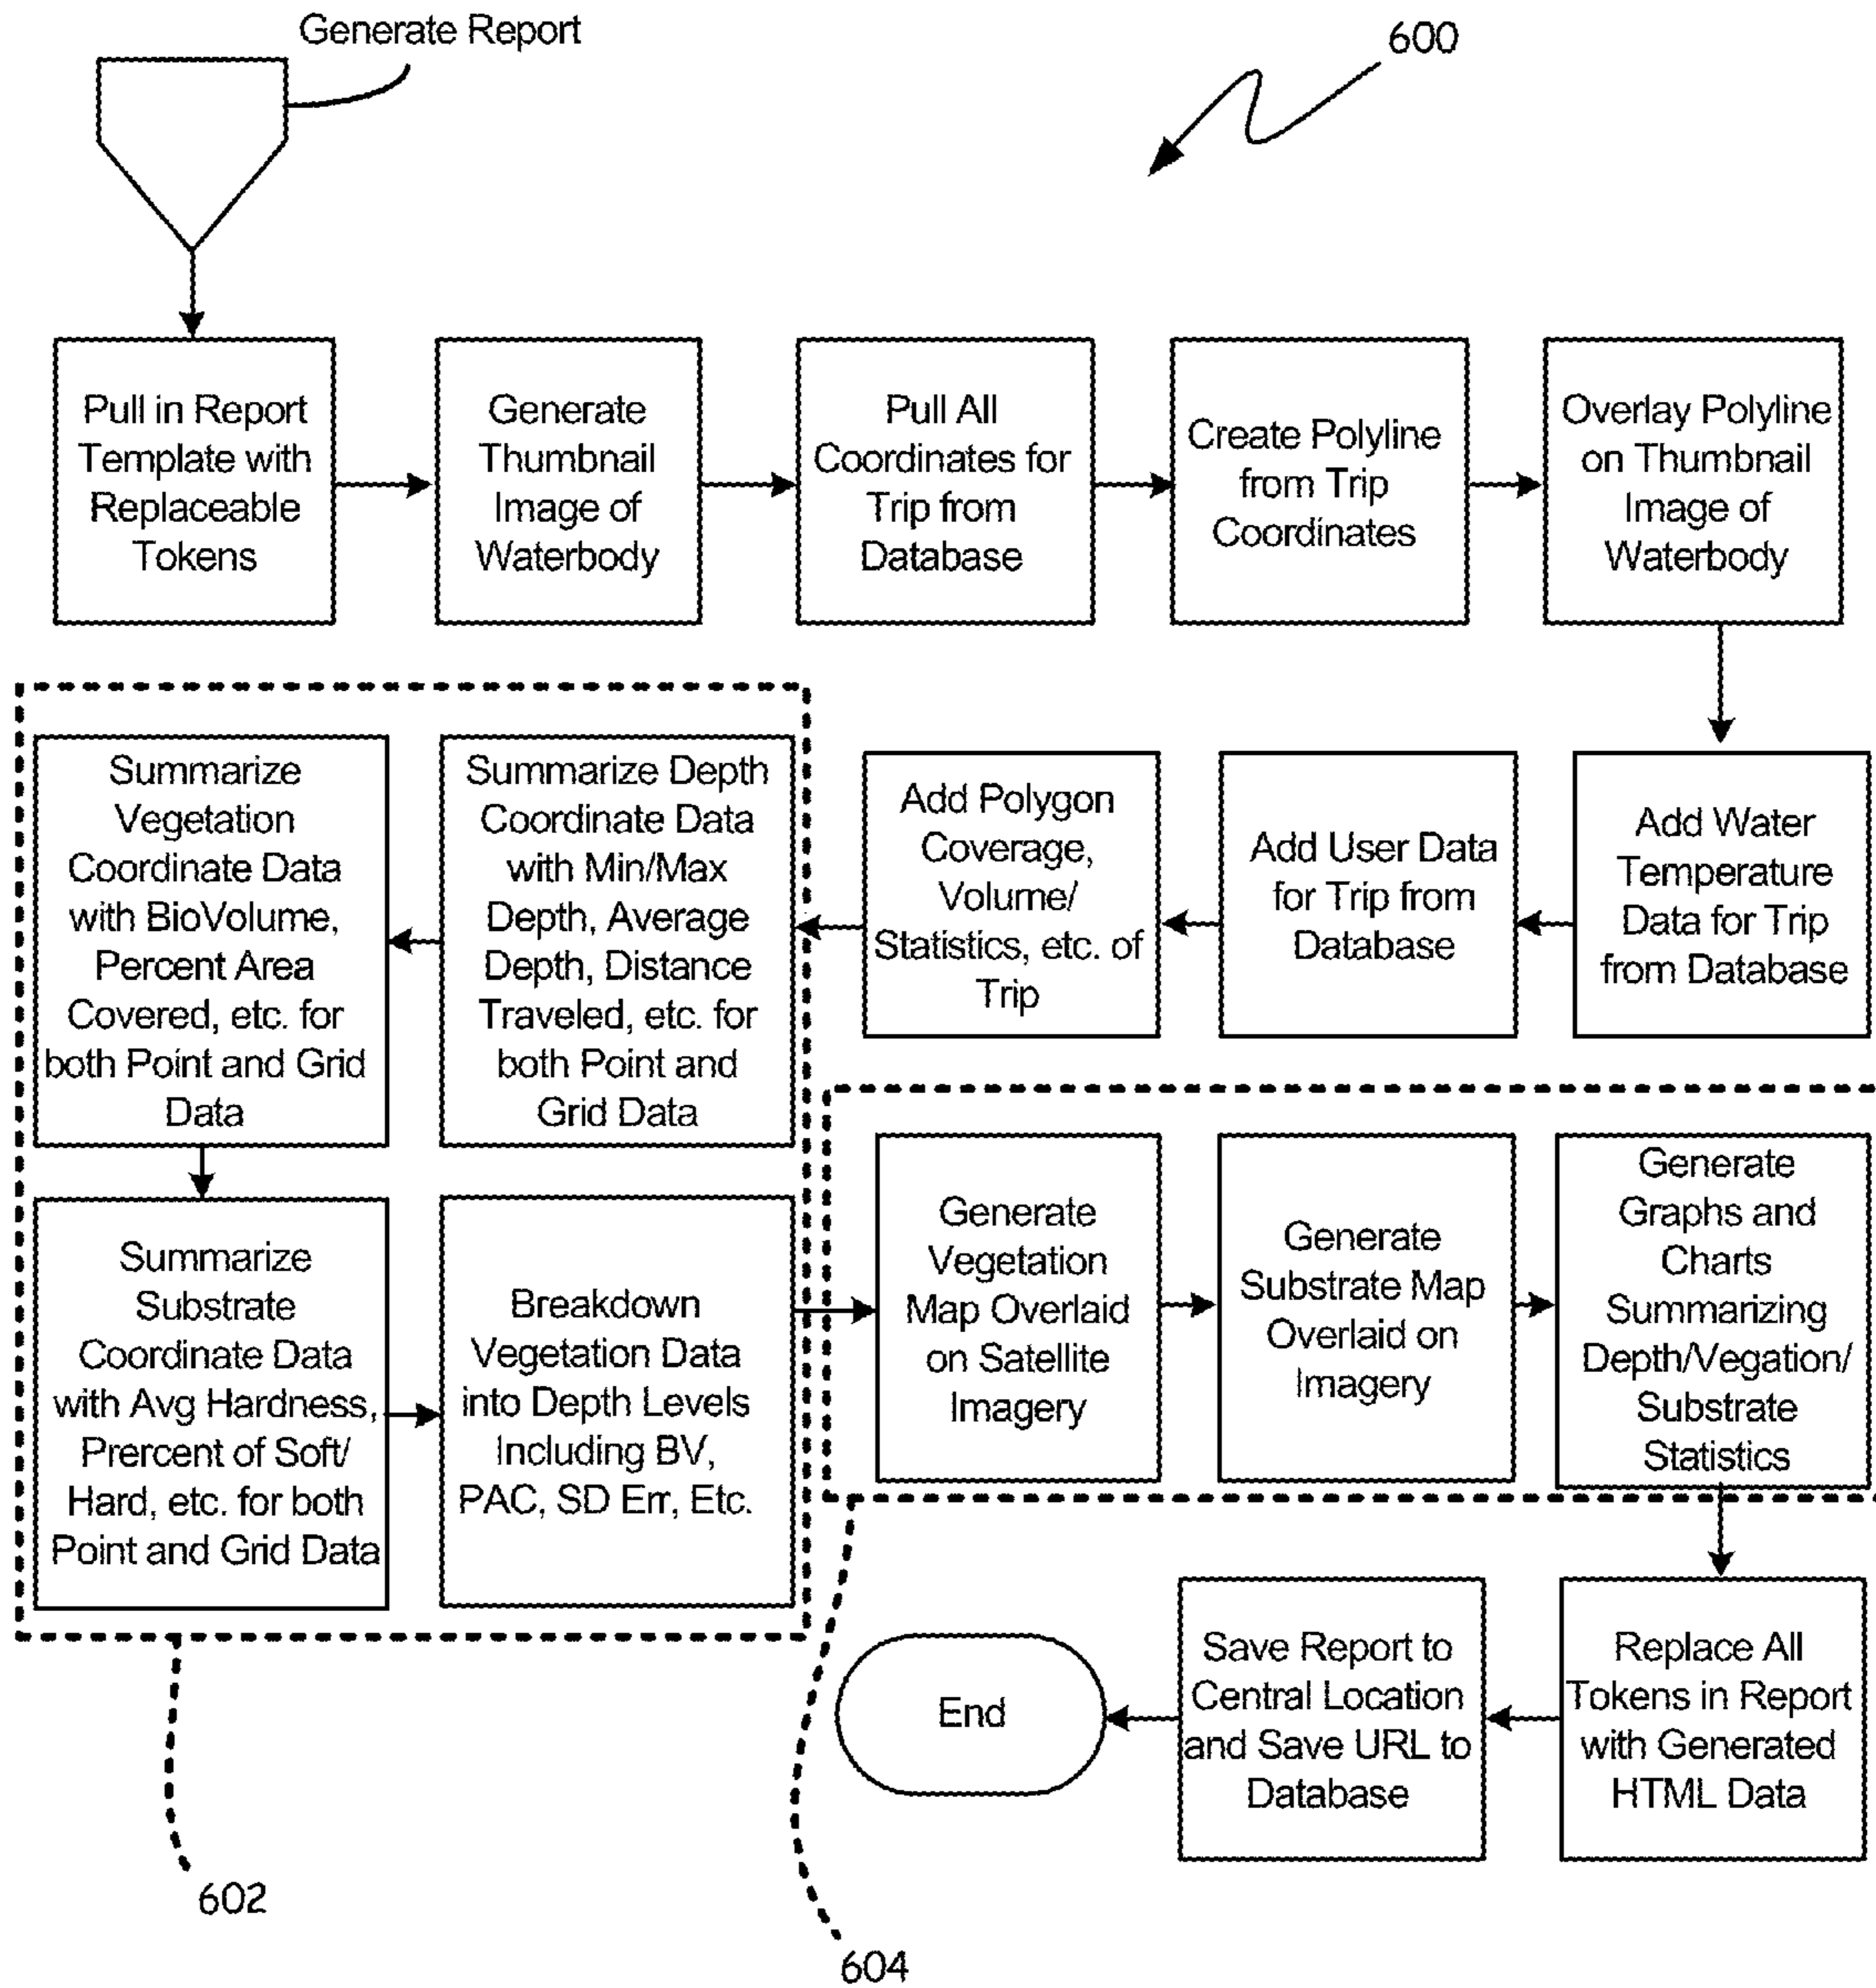 Generate Report
600
Pull in Report
Template with
Replaceable
Tokens
Generate
Thumbnail
Image of
Waterbody
Pull All
Coordinates for
Trip from
Database
Create Polyline
from Trip
Coordinates
Overlay Polyline
on Thumbnail
Image of
Waterbody
Add Water
Temperature
Data for Trip
from Database
Add User Data
for Trip from
Database
Add Polygon
Coverage,
Volume/
Statistics, etc. of
Trip
Summarize Depth
Coordinate Data
with Min/Max
Depth, Average
Depth, Distance
Traveled, etc. for
both Point and
Grid Data
Summarize
Vegetation
Coordinate Data
with BioVolume,
Percent Area
Covered, etc. for
both Point and Grid
Data
Summarize
Substrate
Coordinate Data
with Avg Hardness,
Prercent of Soft/
Hard, etc. for both
Point and Grid Data
Breakdown
Vegetation Data
into Depth Levels
Including BV,
PAC, SD Err, Etc.
Generate
Vegetation
Map Overlaid
on Satellite
Imagery
Generate
Substrate Map
Overlaid on
Imagery
Generate
Graphs and
Charts
Summarizing
Depth/Vegation/
Substrate
Statistics
Replace All
Tokens in Report
with Generated
HTML Data
Save Report to
Central Location
and Save URL to
Database
End
602
604